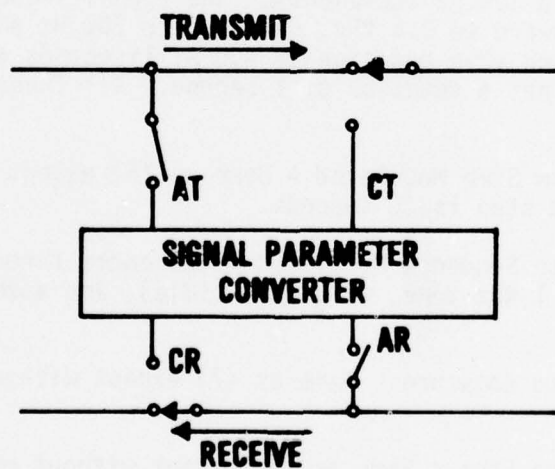 TRANSMIT
AT
CT
SIGNAL PARAMETER
CONVERTER
CR
AR
RECEIVE